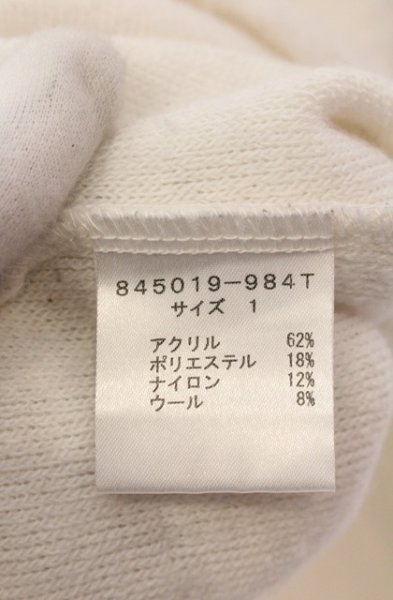 845019-984T
サイズ 1
アクリル 62%
ポリエステル 18%
ナイロン 12%
ウール 8%